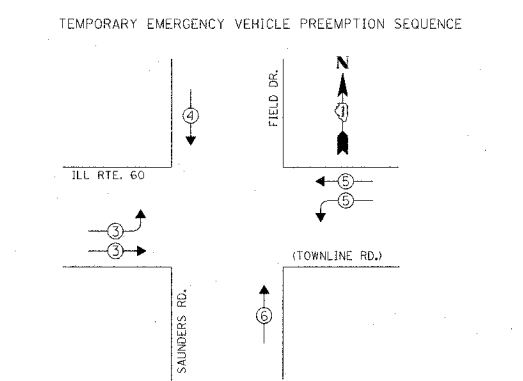 TEMPORARY EMERGENCY VEHICLE PREEMPTION SEQUENCE
N
FIELD DR.
4
1
ILL RTE. 60
5
5
3
3
(TOWNLINE RD.)
SAUNDERS RD.
6